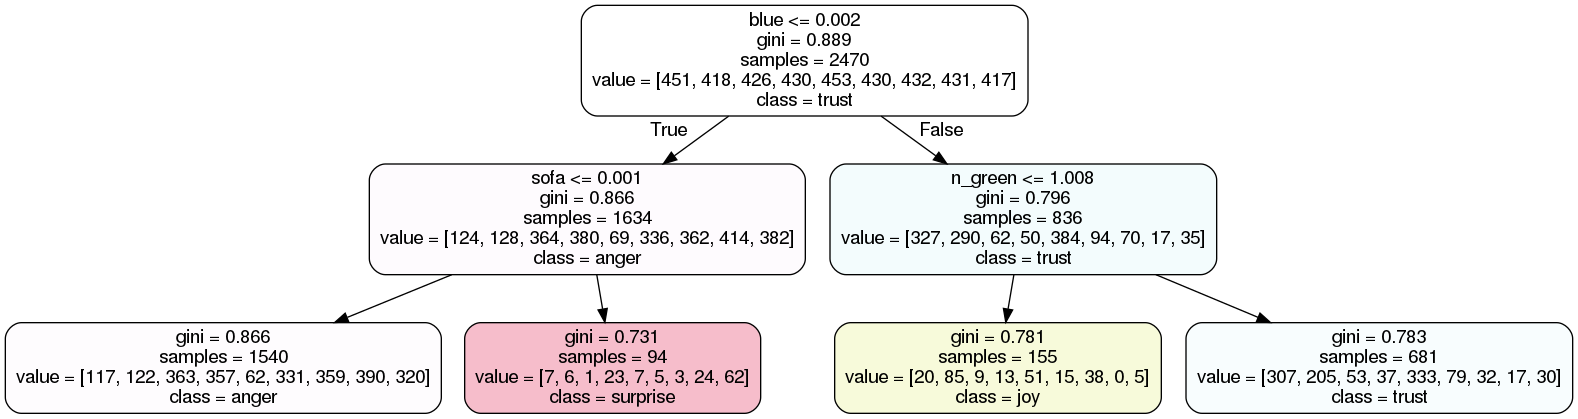 blue <= 0.002
gini = 0.889
samples = 2470
value = [451, 418, 426, 430, 453, 430, 432, 431, 417]
class = trust
True
False
sofa <= 0.001
gini = 0.866
samples = 1634
value = [124, 128, 364, 380, 69, 336, 362, 414, 382]
class = anger
n_green <= 1.008
gini = 0.796
samples = 836
value = [327, 290, 62, 50, 384, 94, 70, 17, 35]
class = trust
gini = 0.866
samples = 1540
value = [117, 122, 363, 357, 62, 331, 359, 390, 320]
class = anger
gini = 0.731
samples = 94
value = [7, 6, 1, 23, 7, 5, 3, 24, 62]
class = surprise
gini = 0.781
samples = 155
value = [20, 85, 9, 13, 51, 15, 38, 0, 5]
class = joy
gini = 0.783
samples = 681
value = [307, 205, 53, 37, 333, 79, 32, 17, 30]
class = trust